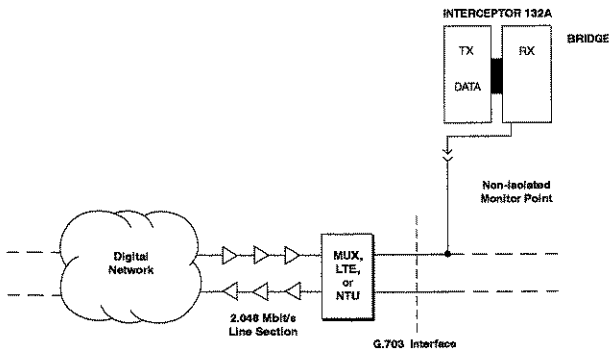 INTERCEPTOR 132A
TX
RX
BRIDGE
DATA
Non-isolated
Monitor Point
Digital
Network
MUX,
LTE,
or
NTU
2.048 Mbit/s
Line Section
G.703 Interface